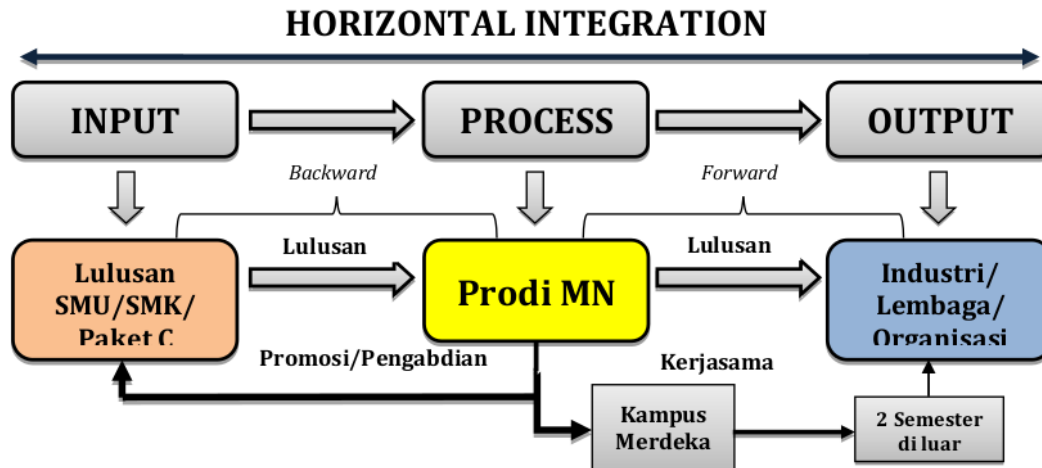 HORIZONTAL INTEGRATION
INPUT
PROCESS
OUTPUT
Backward
Forward
Lulusan
SMU/SMK/
Paket C
Lulusan
Prodi MN
Lulusan
Industri/
Lembaga/
Organisasi
Promosi/Pengabdian
Kerjasama
Kampus
Merdeka
2 Semester
di luar